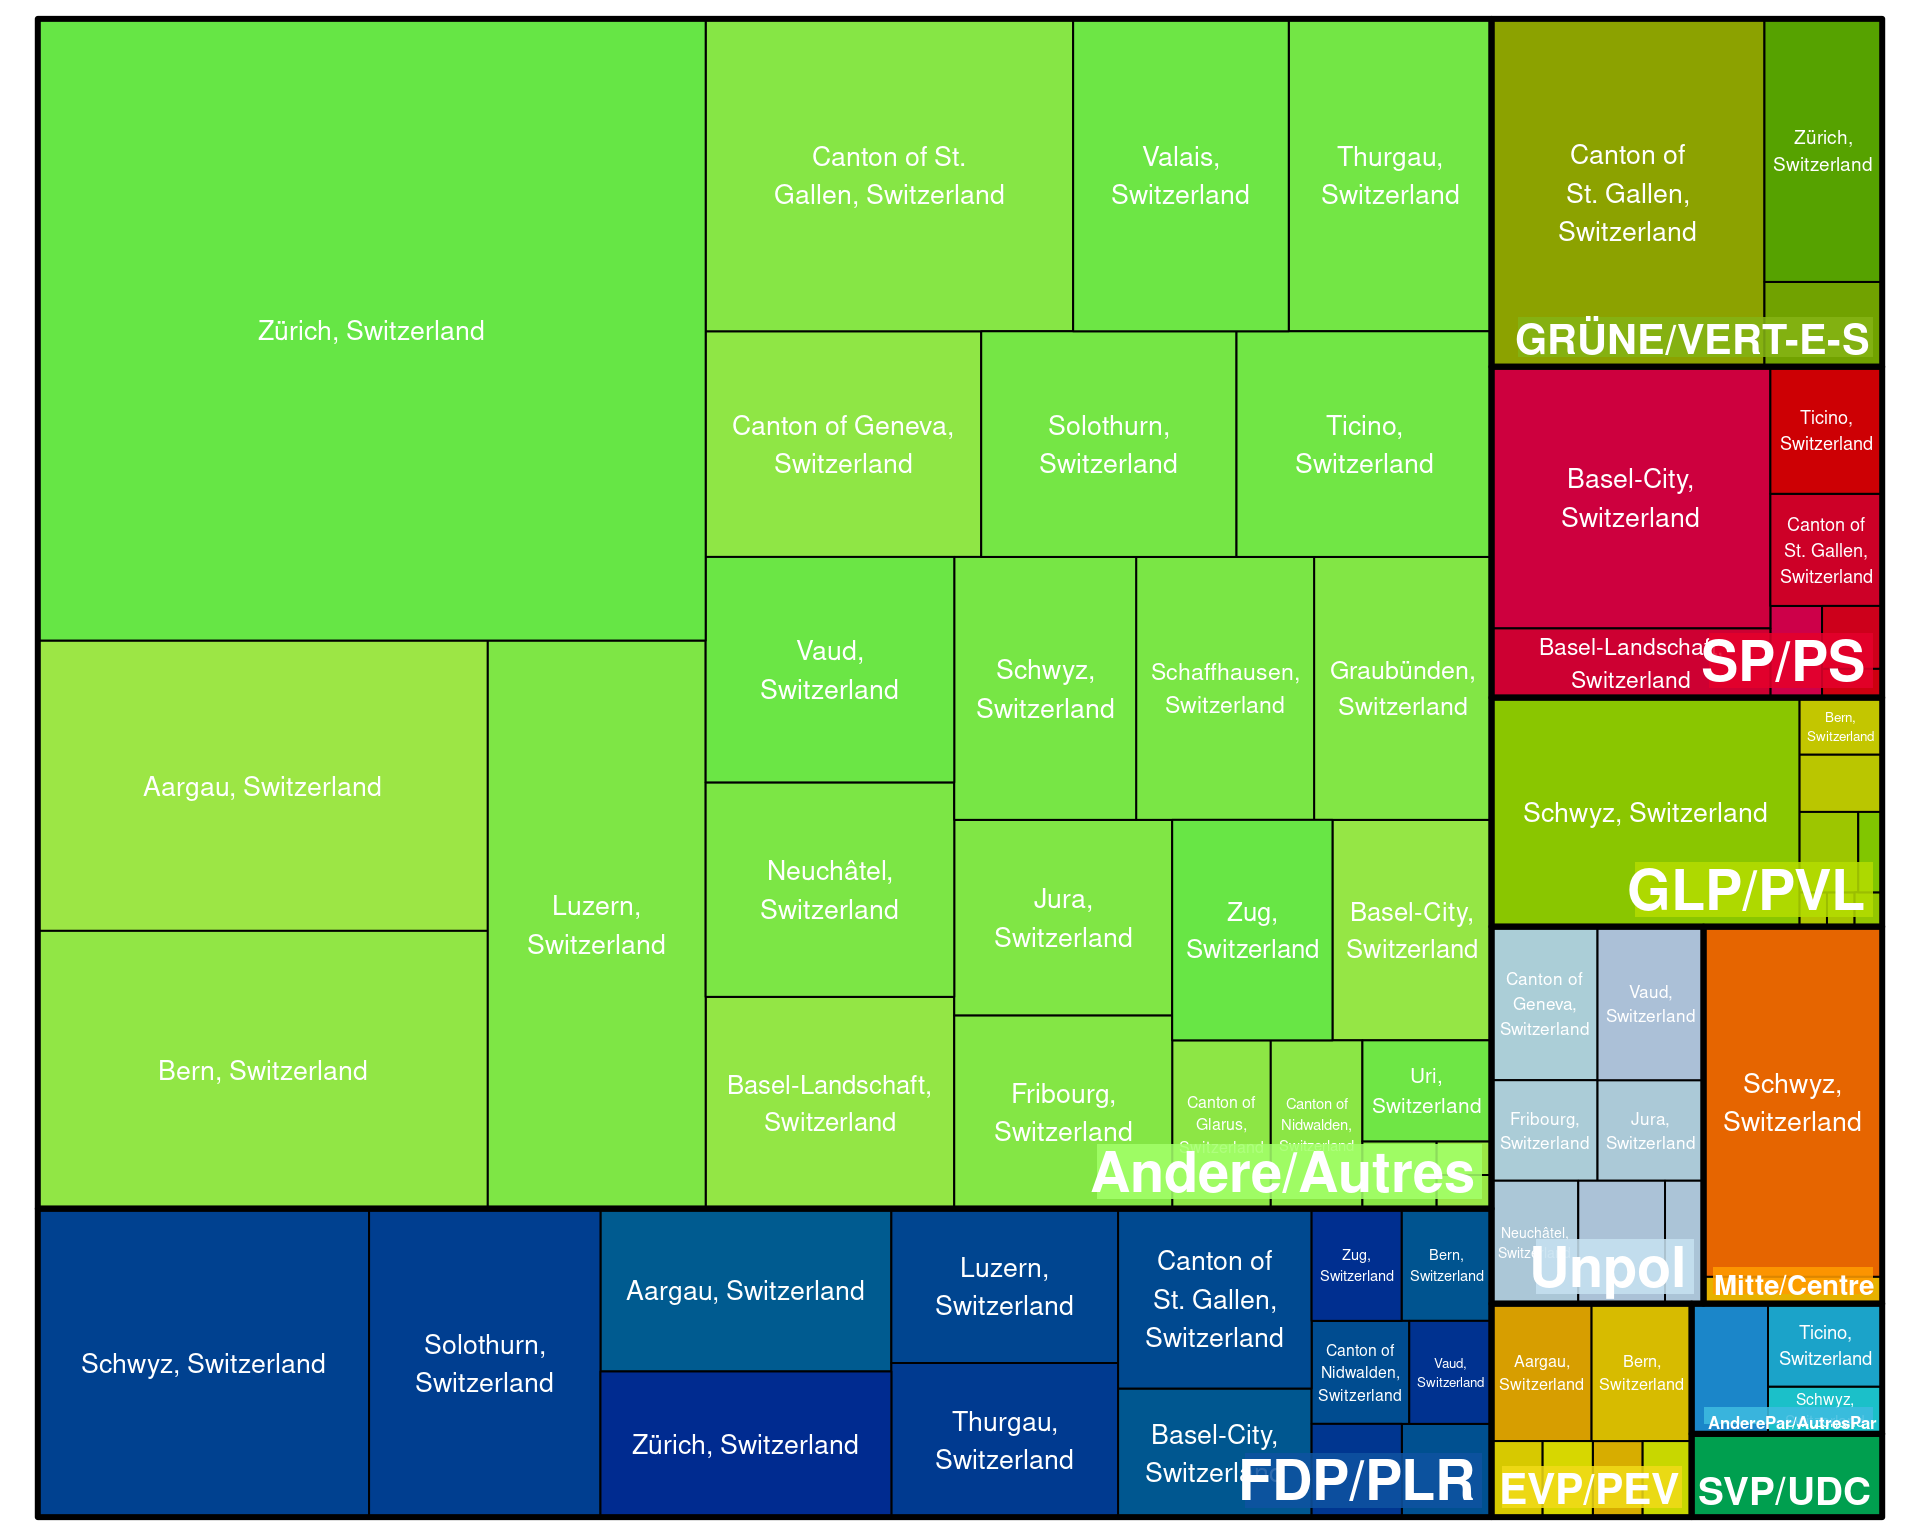 Zürich, Switzerland
Canton of St.
Gallen, Switzerland
Valais,
Switzerland
Thurgau,
Switzerland
Canton of Geneva,
Switzerland
Solothurn,
Switzerland
Ticino,
Switzerland
Aargau, Switzerland
Luzern,
Switzerland
Bern, Switzerland
Vaud,
Switzerland
Schwyz,
Switzerland
Schaffhausen,
Switzerland
Graubünden,
Switzerland
Neuchâtel,
Switzerland
Jura,
Switzerland
Zug,
Switzerland
Basel-City,
Switzerland
Basel-Landschaft,
Switzerland
Fribourg,
Switzerland
Canton of
Glarus,
Switzerland
Canton of
Nidwalden,
Switzerland
Uri,
Switzerland
Andere/Autres
Schwyz, Switzerland
Solothurn,
Switzerland
Aargau, Switzerland
Zürich, Switzerland
Luzern,
Switzerland
Thurgau,
Switzerland
Canton of
St. Gallen,
Switzerland
Basel-City,
Switzerland
Zug,
Switzerland
Bern,
Switzerland
Canton of
Nidwalden,
Switzerland
Vaud,
Switzerland
FDP/PLR
Canton of
St. Gallen,
Switzerland
Zürich,
Switzerland
GRÜNE/VERT-E-S
Basel-City,
Switzerland
Ticino,
Switzerland
Canton of
St. Gallen,
Switzerland
Basel-Landschaft,
Switzerland
SP/PS
Schwyz, Switzerland
Bern,
Switzerland
GLP/PVL
Canton of
Geneva,
Switzerland
Vaud,
Switzerland
Fribourg,
Switzerland
Jura,
Switzerland
Neuchâtel,
Switzerland
Unpol
Schwyz,
Switzerland
Mitte/Centre
Aargau,
Switzerland
Bern,
Switzerland
EVP/PEV
Ticino,
Switzerland
Schwyz,
AnderePar/AutresPar
SVP/UDC